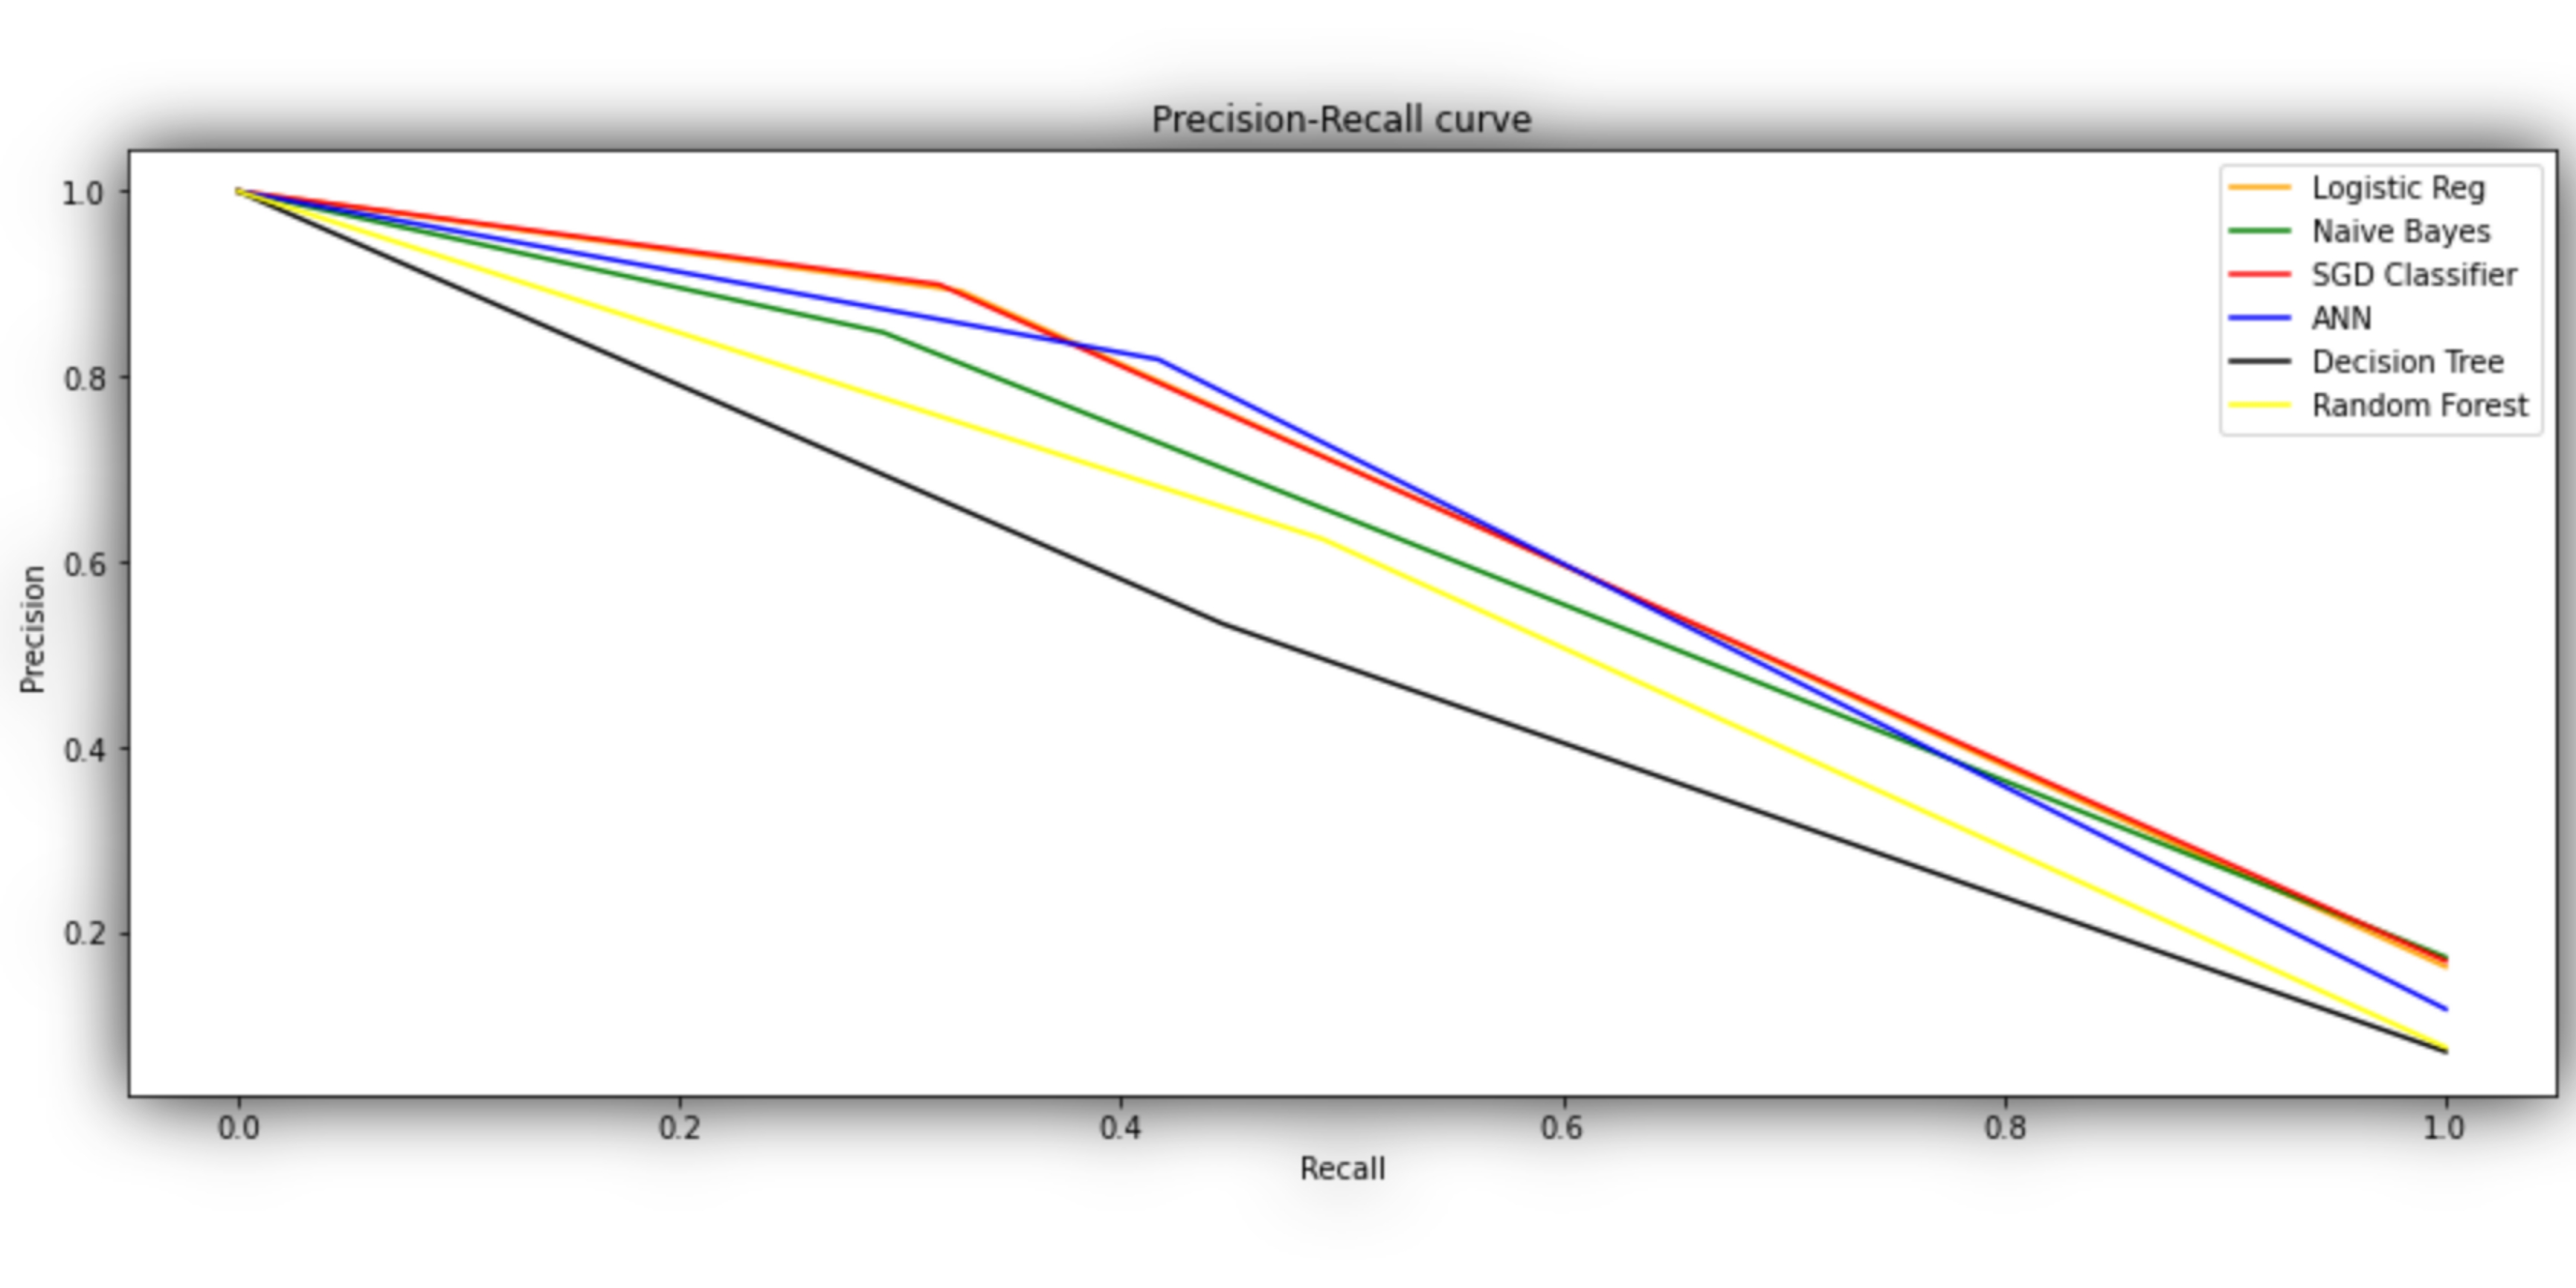 Precision-Recall curve
Logistic Reg
Naive Bayes
SGD Classifier
ANN
Decision Tree
Random Forest
1.0
0.8
0.6
0.4
0.2
Precision
0.0 0.2 0.4 0.6 0.8 1.0
Recall